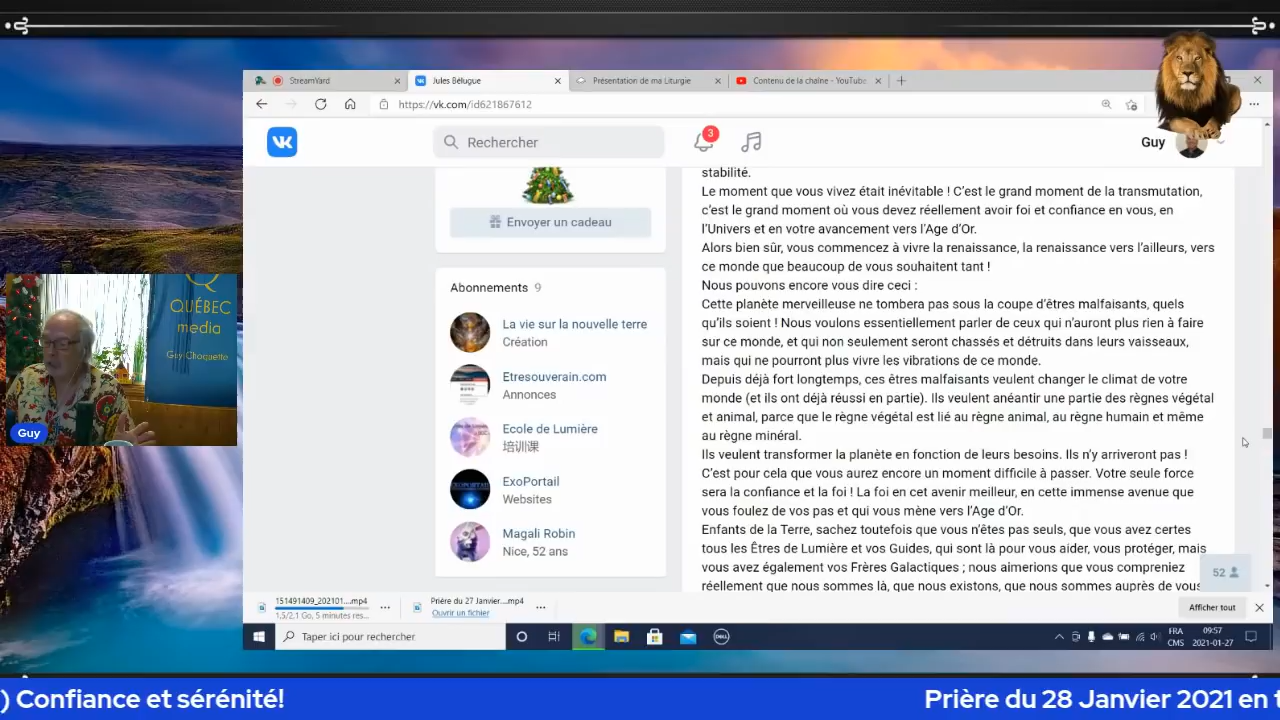 StreamVard
Jules Bélugue
Présentation de ma Liturgie
Contenu de la chaîne - YouTube
https://vk.com/id621867612
Rechercher
3
Guy
Envoyer un cadeau
Abonnements 9
La vie sur la nouvelle terre
Création
Etresouverain.com
Annonces
Ecole de Lumière
培训课
ExoPortail
Websites
Magali Robin
Nice, 52 ans
stabilité.
Le moment que vous vivez était inévitable ! C'est le grand moment de la transmutation,
c'est le grand moment où vous devez réellement avoir foi et confiance en vous, en
l'Univers et en votre avancement vers l'Age d'Or.
Alors bien sûr, vous commencez à vivre la renaissance, la renaissance vers l'ailleurs, vers
ce monde que beaucoup de vous souhaitent tant !
Nous pouvons encore vous dire ceci :
Cette planète merveilleuse ne tombera pas sous la coupe d'êtres malfaisants, quels
qu'ils soient ! Nous voulons essentiellement parler de ceux qui n'auront plus rien à faire
sur ce monde, et qui non seulement seront chassés et détruits dans leurs vaisseaux,
mais qui ne pourront plus vivre les vibrations de ce monde.
Depuis déjà fort longtemps, ces êtres malfaisants veulent changer le climat de votre
monde (et ils ont déjà réussi en partie). Ils veulent anéantir une partie des règnes végétal
et animal, parce que le règne végétal est lié au règne animal, au règne humain et même
au règne minéral.
Ils veulent transformer la planète en fonction de leurs besoins. Ils n'y arriveront pas !
C'est pour cela que vous aurez encore un moment difficile à passer. Votre seule force
sera la confiance et la foi ! La foi en cet avenir meilleur, en cette immense avenue que
vous foulez de vos pas et qui vous mène vers l'Age d'Or.
Enfants de la Terre, sachez toutefois que vous n'êtes pas seuls, que vous avez certes
tous les Êtres de Lumière et vos Guides, qui sont là pour vous aider, vous protéger, mais
vous avez également vos Frères Galactiques ; nous aimerions que vous compreniez
réellement que nous sommes là, que nous existons, que nous sommes auprès de vous
52
QUÉBEC
media
Guy Choquette
Guy
151491409_202101....mp4
1,5/2,1 Go, 5 minutes res...
Prière du 27 Janvier....mp4
Ouvrir un fichier
Afficher tout
Taper ici pour rechercher
DELL
FRA
CMS
09:57
2021-01-27
) Confiance et sérénité!
Prière du 28 Janvier 2021 en t